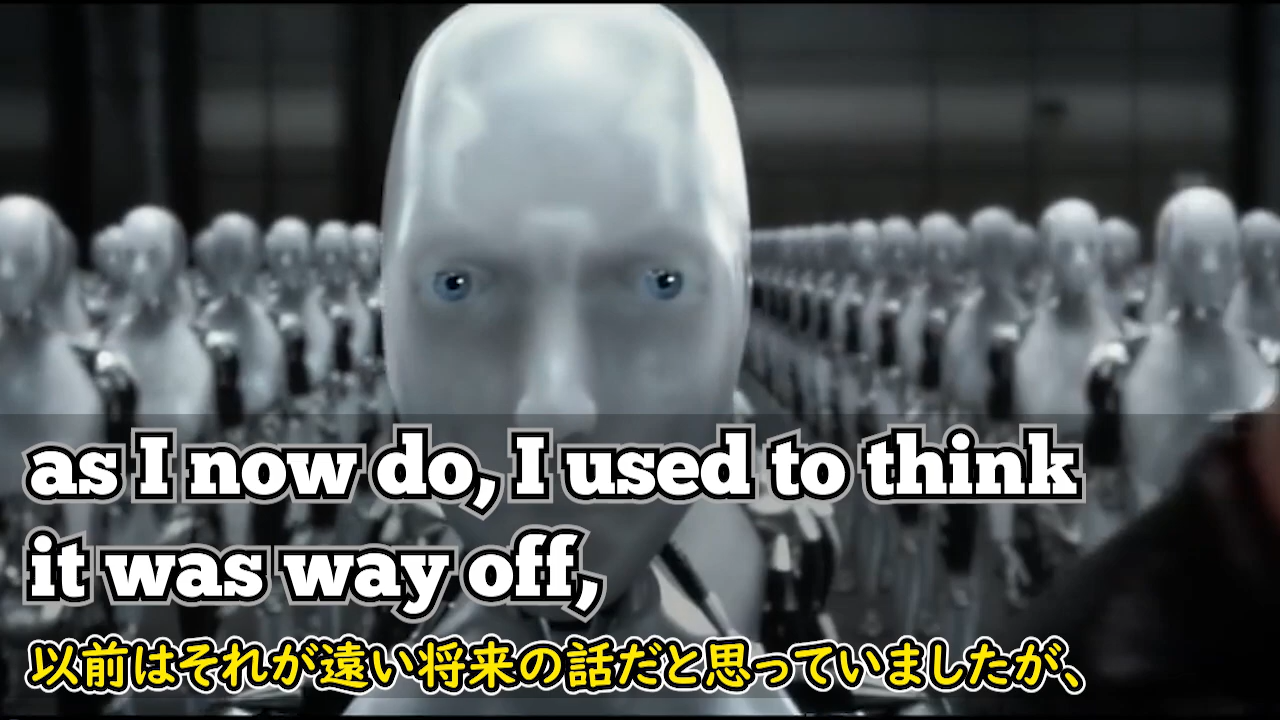 as I now do, I used to think
it was way off,
以前はそれが遠い将来の話だと思っていましたが、